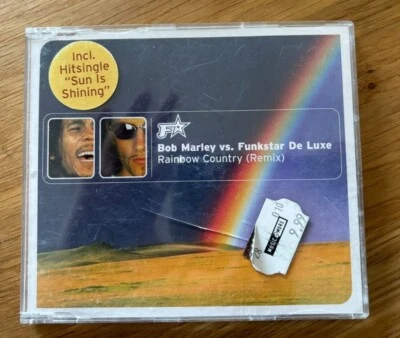 Incl.
Hitsingle
"Sun Is
Shining"
Bob Marley vs. Funkstar De Luxe
Rainbow Country (Remix)
9,99